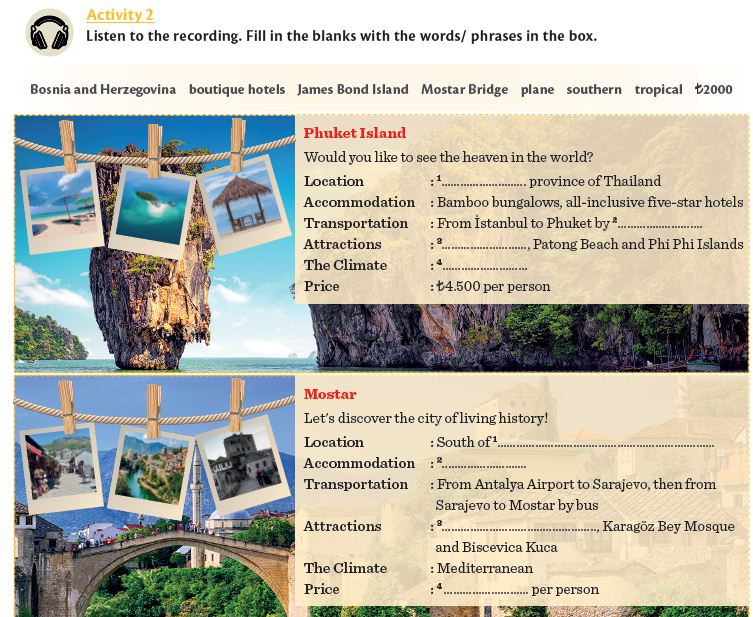 Activity 2
Listen to the recording. Fill in the blanks with the words/ phrases in the box.
Bosnia and Herzegovina boutique hotels James Bond Island Mostar Bridge plane southern tropical ₺2000
Phuket Island
Would you like to see the heaven in the world?
Location : ¹........................... province of Thailand
Accommodation : Bamboo bungalows, all-inclusive five-star hotels
Transportation : From İstanbul to Phuket by ²...........................
Attractions : ³..........................., Patong Beach and Phi Phi Islands
The Climate : ⁴...........................
Price : ₺4.500 per person
Mostar
Let's discover the city of living history!
Location : South of ¹.....................................................................
Accommodation : ²...........................
Transportation : From Antalya Airport to Sarajevo, then from
Sarajevo to Mostar by bus
Attractions : ³................................................., Karagöz Bey Mosque
and Biscevica Kuca
The Climate : Mediterranean
Price : ⁴........................... per person